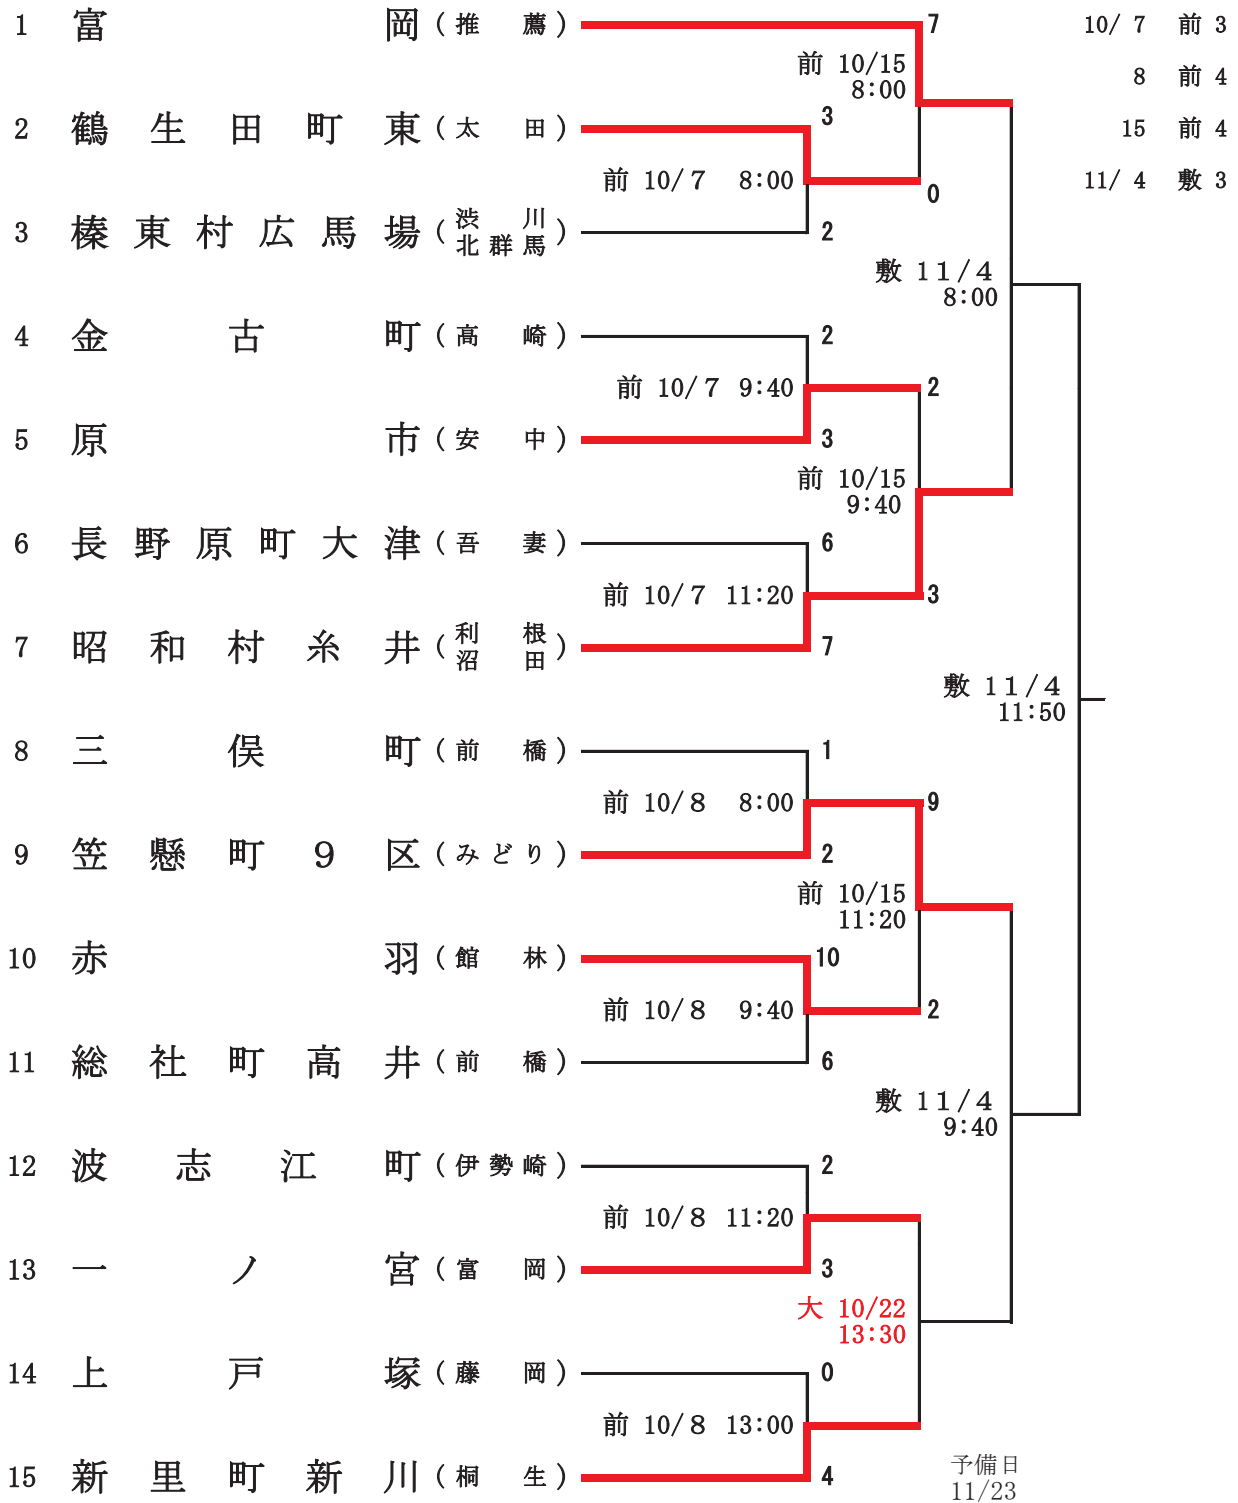 1 富岡 (推薦) 7
10/ 7 前 3
前 10/15
8:00
8 前 4
2 鶴生田町東 (太田) 3
15 前 4
前 10/ 7 8:00
0
11/ 4 敷 3
3 榛東村広馬場 (渋川北群馬) 2
敷 11/4
8:00
4 金古町 (高崎) 2
前 10/7 9:40
2
5 原市 (安中) 3
前 10/15
9:40
6 長野原町大津 (吾妻) 6
前 10/ 7 11:20
3
7 昭和村糸井 (利根沼田) 7
敷 11/4
11:50
8 三俣町 (前橋) 1
前 10/ 8 8:00
9
9 笠懸町9区 (みどり) 2
前 10/15
11:20
10 赤羽 (館林) 10
前 10/ 8 9:40
2
11 総社町高井 (前橋) 6
敷 11/4
9:40
12 波志江町 (伊勢崎) 2
前 10/ 8 11:20
13 一ノ宮 (富岡) 3
大 10/22
13:30
14 上戸塚 (藤岡) 0
前 10/ 8 13:00
15 新里町新川 (桐生) 4
予備日
11/23